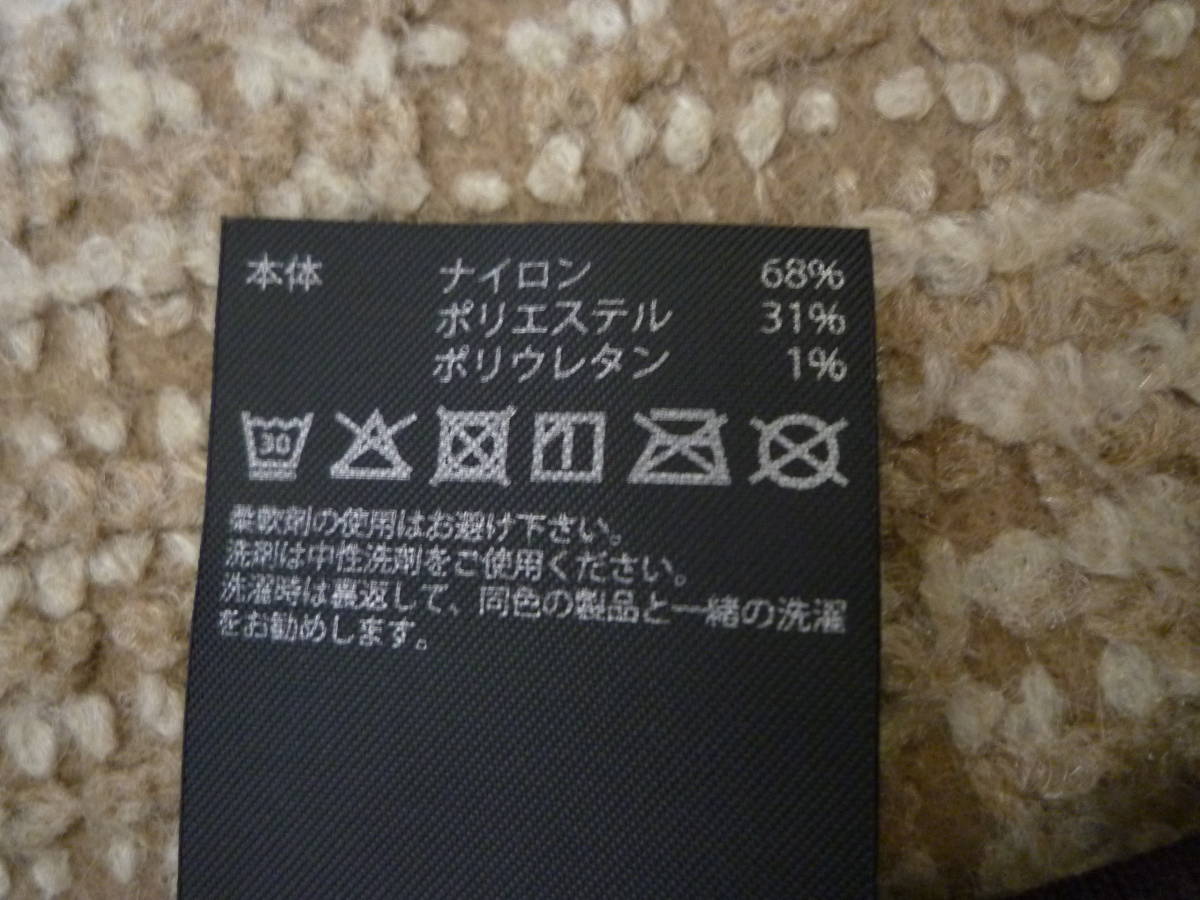 本体 ナイロン 68%
ポリエステル 31%
ポリウレタン 1%
30
柔軟剤の使用はお避け下さい。
洗剤は中性洗剤をご使用ください。
洗濯時は裏返して、同色の製品と一緒の洗濯
をお勧めします。